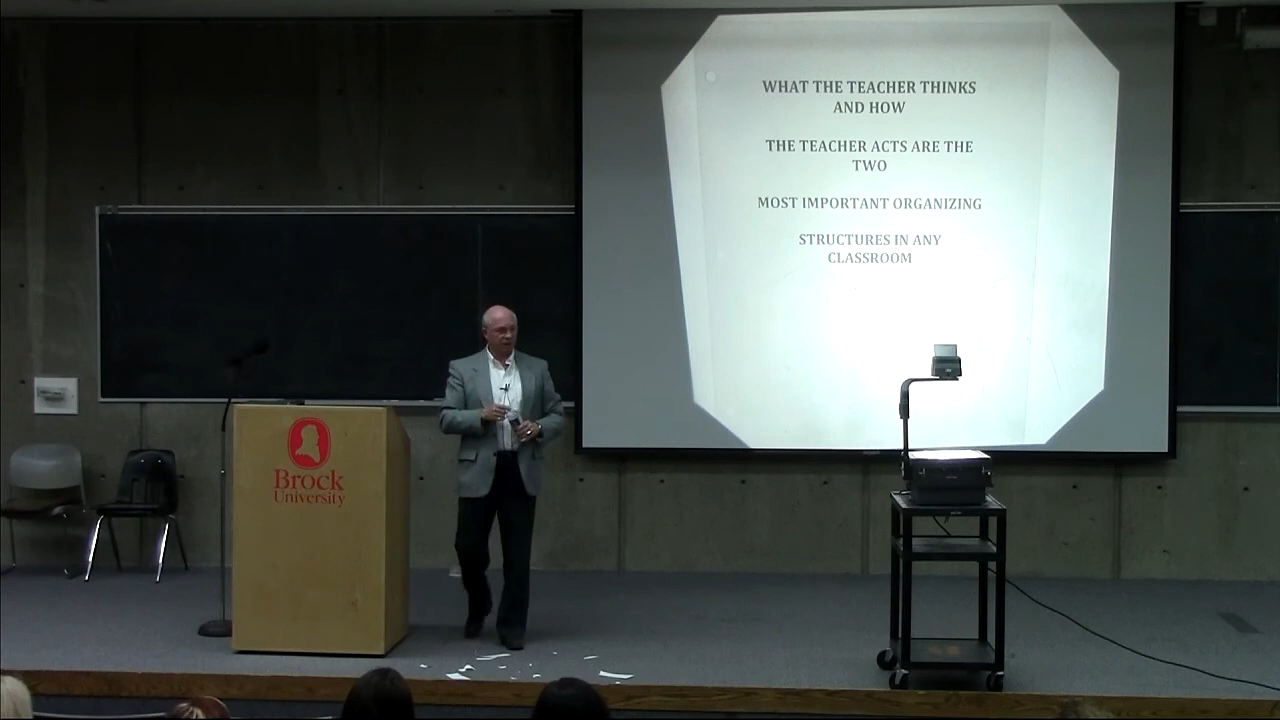 WHAT THE TEACHER THINKS
AND HOW
THE TEACHER ACTS ARE THE
TWO
MOST IMPORTANT ORGANIZING
STRUCTURES IN ANY
CLASSROOM
Brock
University